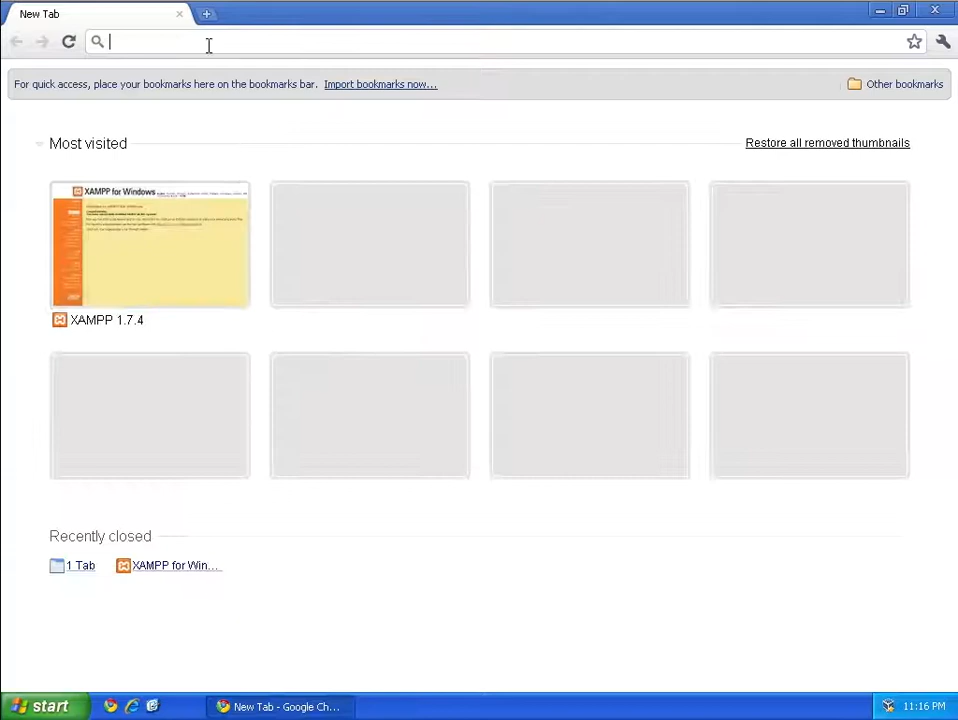 New Tab
For quick access, place your bookmarks here on the bookmarks bar. Import bookmarks now... Other bookmarks
Most visited Restore all removed thumbnails
XAMPP for Windows
XAMPP 1.7.4
Recently closed
1 Tab XAMPP for Win...
start New Tab - Google Ch... 11:16 PM